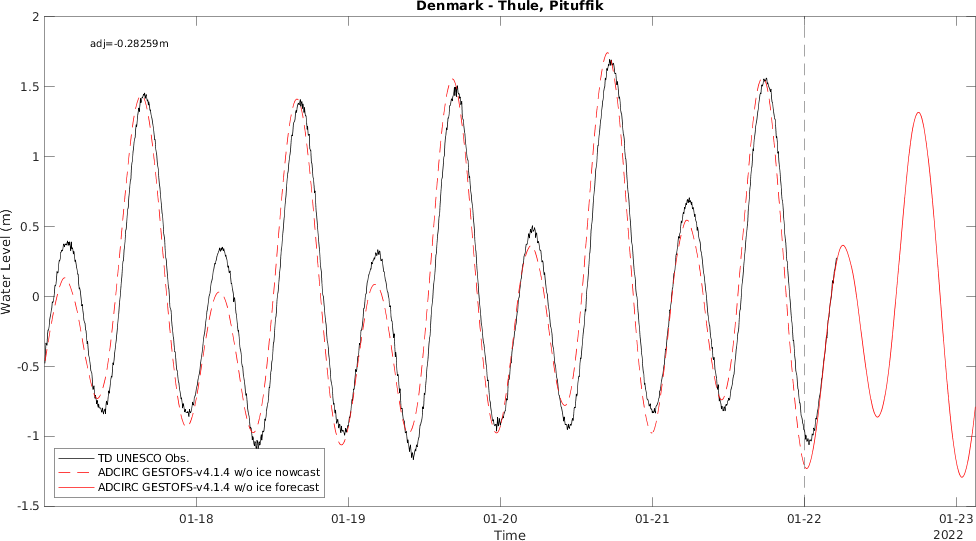 Denmark - Thule, Pituffik
adj=-0.28259m
2
1.5
1
0.5
0
-0.5
-1
-1.5
Water Level (m)
TD UNESCO Obs.
ADCIRC GESTOFS-v4.1.4 w/o ice nowcast
ADCIRC GESTOFS-v4.1.4 w/o ice forecast
01-18 01-19 01-20 01-21 01-22 01-23
Time
2022